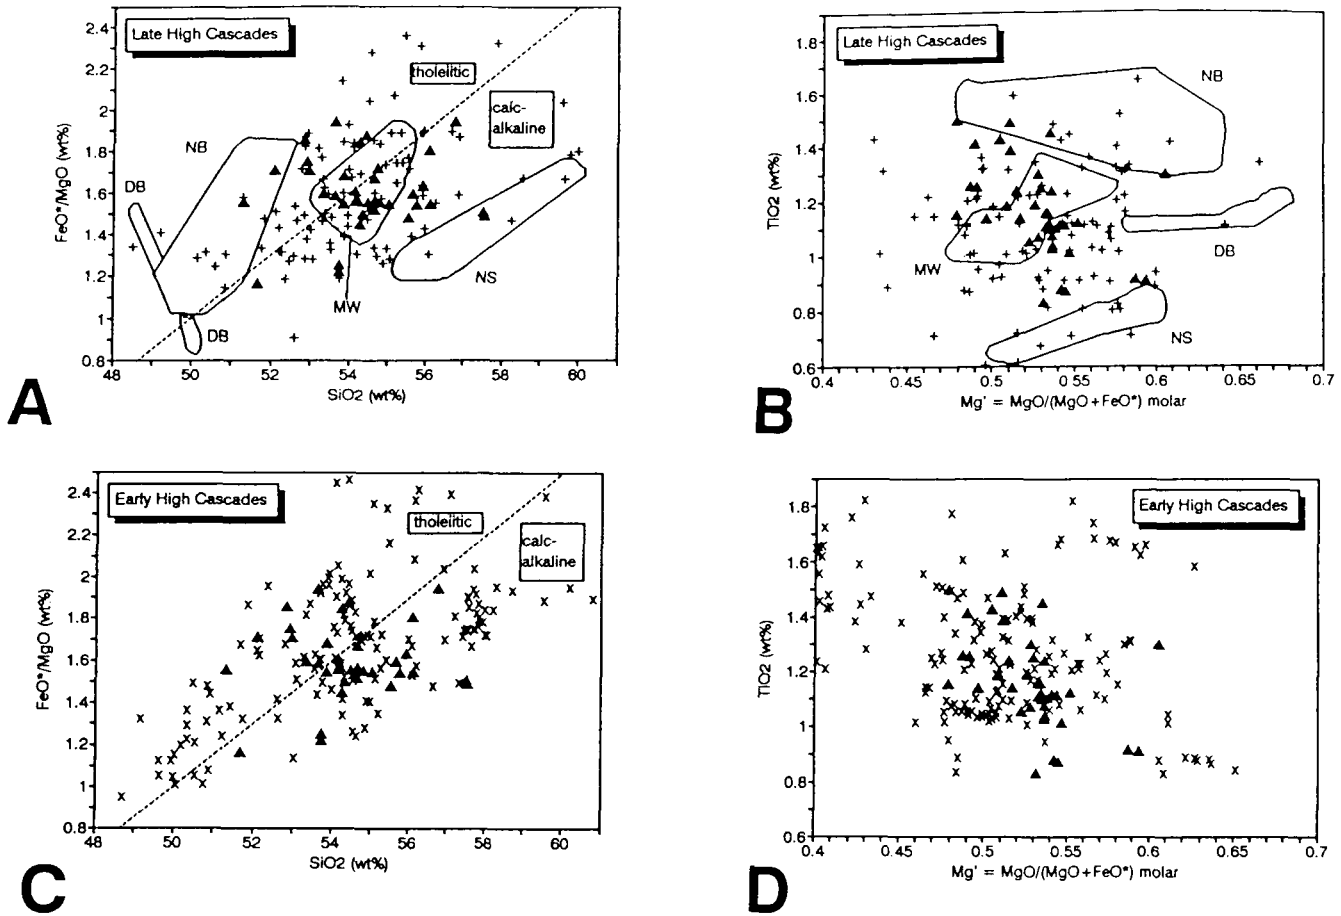 2.4
2.2
2
1.8
1.6
1.4
1.2
1
0.8
FeO*/MgO (wt%)
Late High Cascades
tholeiitic
calc-
alkaline
NB
DB
DB
MW
NS
48
50
52
54
56
58
60
SiO2 (wt%)
A
1.8
1.6
1.4
1.2
1
0.8
0.6
TiO2 (wt%)
Late High Cascades
NB
MW
DB
NS
0.4
0.45
0.5
0.55
0.6
0.65
0.7
Mg' = MgO/(MgO+FeO*) molar
B
2.4
2.2
2
1.8
1.6
1.4
1.2
1
0.8
FeO*/MgO (wt%)
Early High Cascades
tholeiitic
calc-
alkaline
48
50
52
54
56
58
60
SiO2 (wt%)
C
1.8
1.6
1.4
1.2
1
0.8
0.6
TiO2 (wt%)
Early High Cascades
0.4
0.45
0.5
0.55
0.6
0.65
0.7
Mg' = MgO/(MgO+FeO*) molar
D